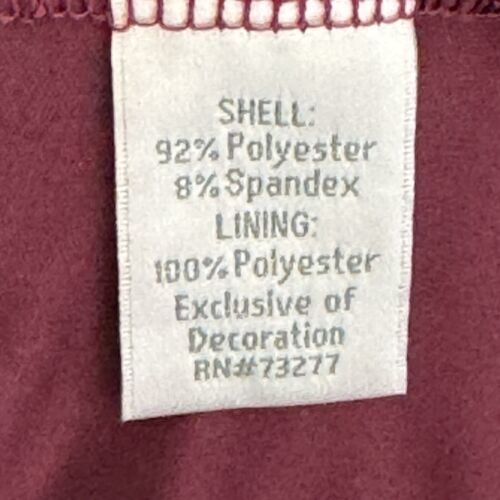 SHELL:
92% Polyester
8% Spandex
LINING:
100% Polyester
Exclusive of
Decoration
RN#73277